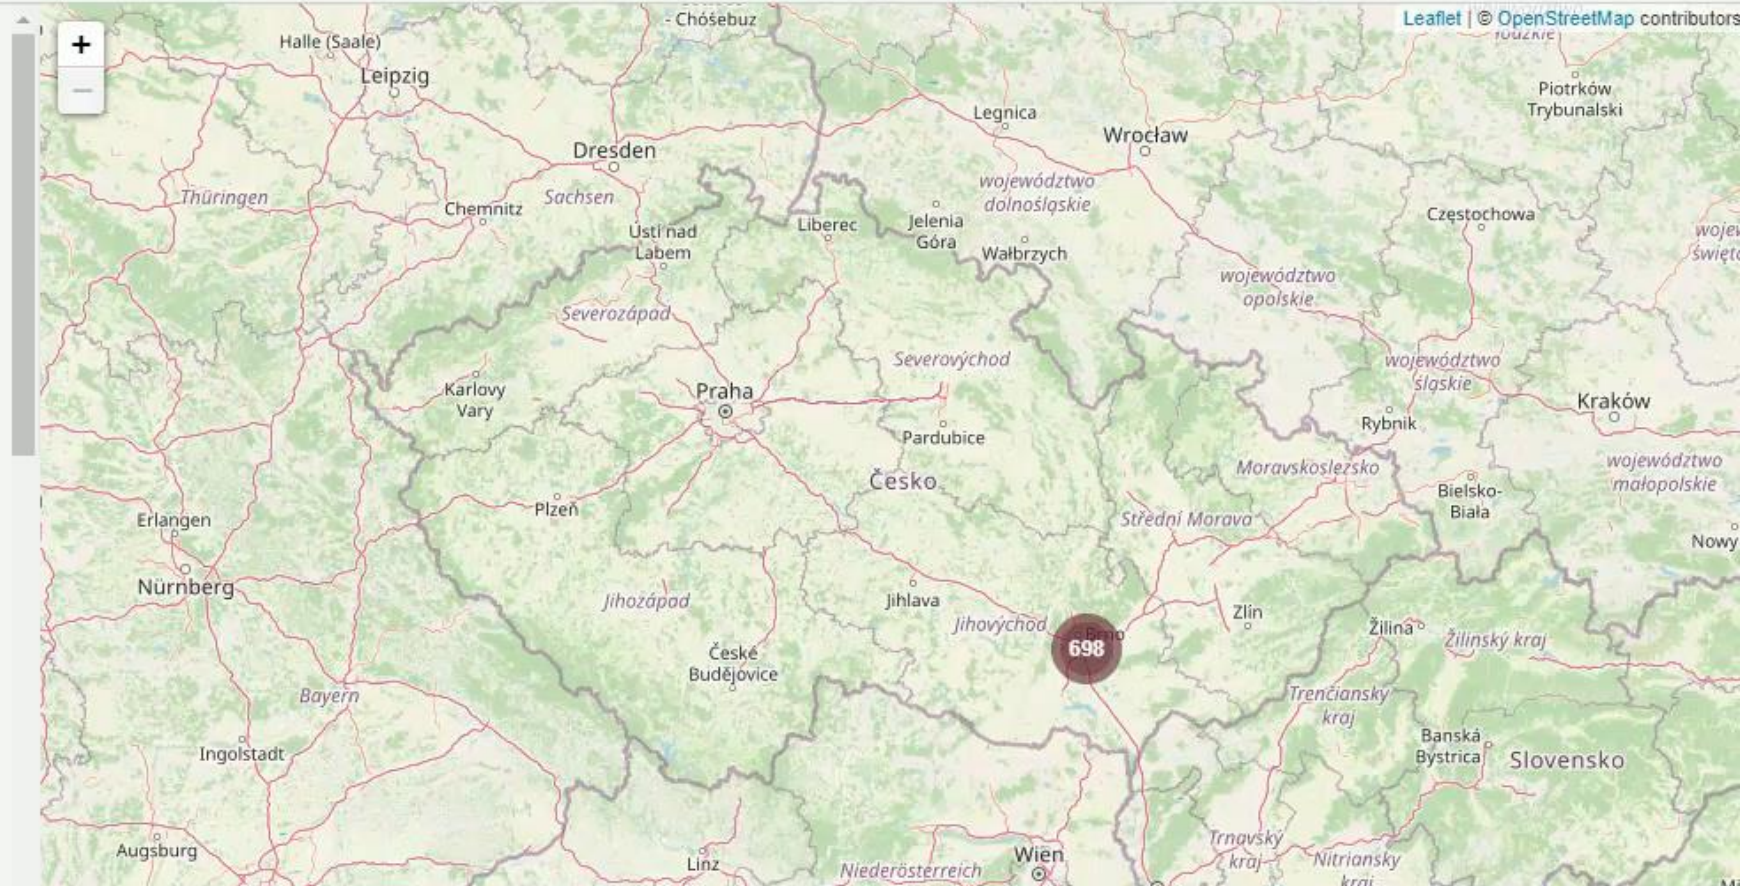 - Chóśebuz
Leaflet | © OpenStreetMap contributors
łódzkie
Halle (Saale)
Leipzig
+
−
Piotrków
Trybunalski
Legnica
Wrocław
Dresden
Thüringen
Sachsen
Chemnitz
województwo
dolnośląskie
Częstochowa
Ústí nad
Labem
Liberec
Jelenia
Góra
Wałbrzych
województwo
opolskie
Severozápad
Severovýchod
województwo
śląskie
Karlovy
Vary
Praha
Kraków
Rybnik
Pardubice
Česko
Moravskoslezsko
województwo
małopolskie
Bielsko-
Biała
Plzeň
Střední Morava
Erlangen
Nowy
Nürnberg
Jihozápad
Jihlava
Jihovýchod
Zlín
Žilina
Žilinský kraj
Brno
698
České
Budějovice
Bayern
Trenčiansky
kraj
Ingolstadt
Banská
Bystrica
Slovensko
Augsburg
Linz
Wien
Niederösterreich
Trnavský
kraj
Nitriansky
kraj